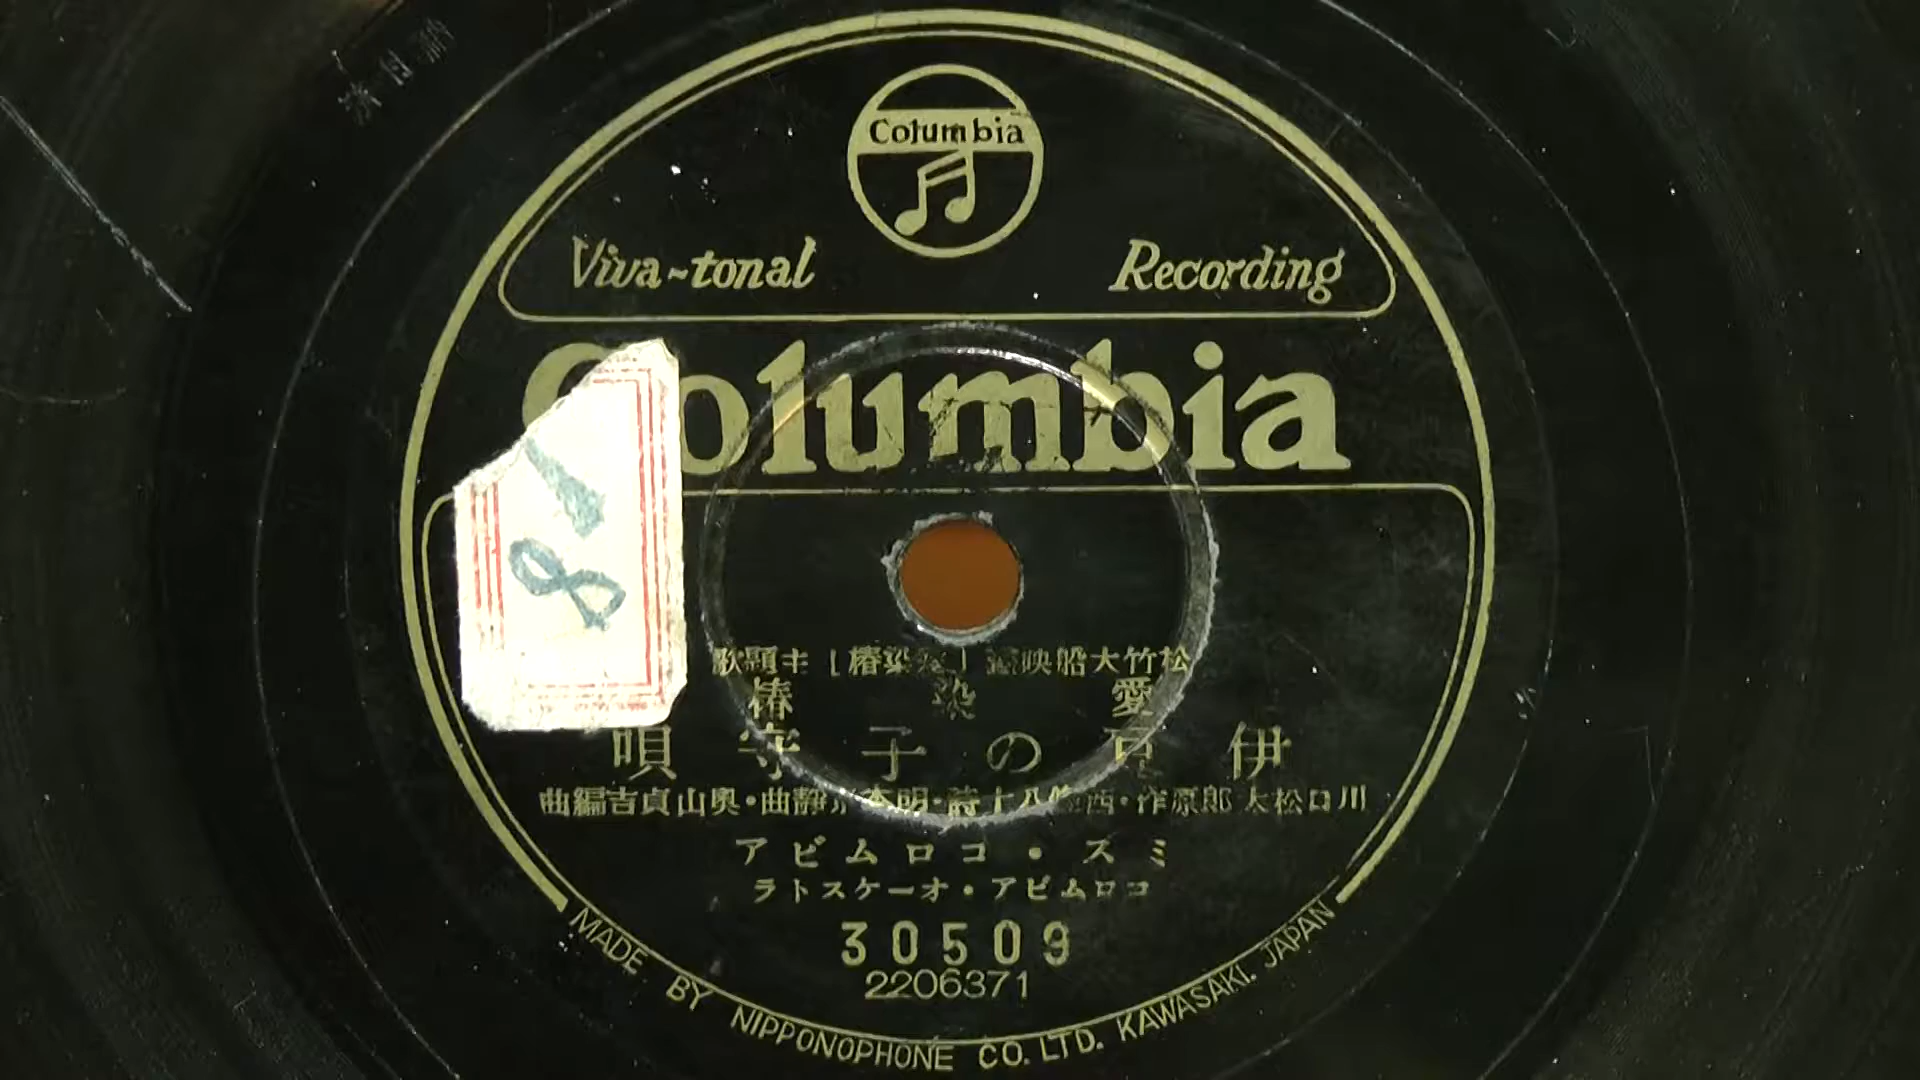 Columbia
Viva-tonal Recording
Columbia
松竹大船映畫「愛染椿」主題歌
愛染椿
伊豆の子守唄
川口松太郎原作・西條八十詩・明本京靜曲・奥山貞吉編曲
ミス・コロムビア
コロムビア・オーケストラ
30509
2206371
MADE BY NIPPONOPHONE CO. LTD. KAWASAKI. JAPAN